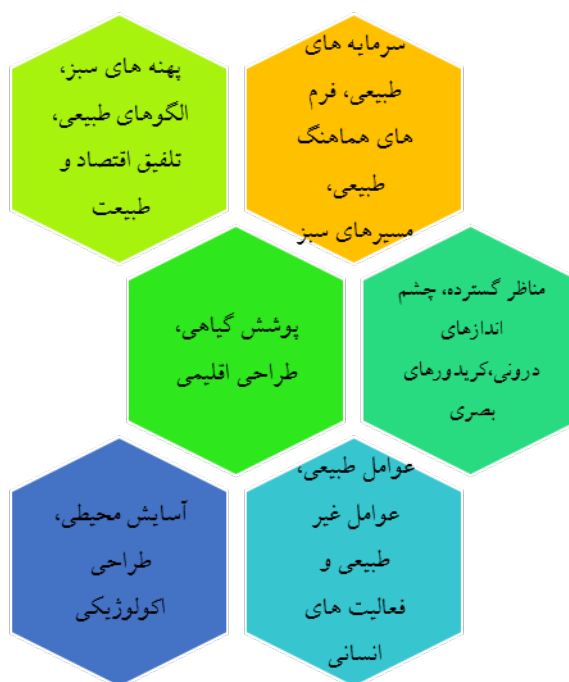 سرمایه های
طبیعی، فرم
های هماهنگ
طبیعی،
مسیرهای سبز
پهنه های سبز،
الگوهای طبیعی،
تلفیق اقتصاد و
طبیعت
مناظر گسترده، چشم
اندازهای
درونی،کریدورهای
بصری
پوشش گیاهی،
طراحی اقلیمی
عوامل طبیعی،
عوامل غیر
طبیعی و
فعالیت های
انسانی
آسایش محیطی،
طراحی
اکولوژیکی